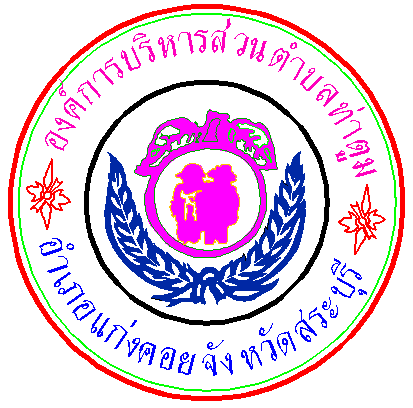 องค์การบริหารส่วนตำบลท่าตูม
อำเภอแก่งคอย จังหวัดสระบุรี